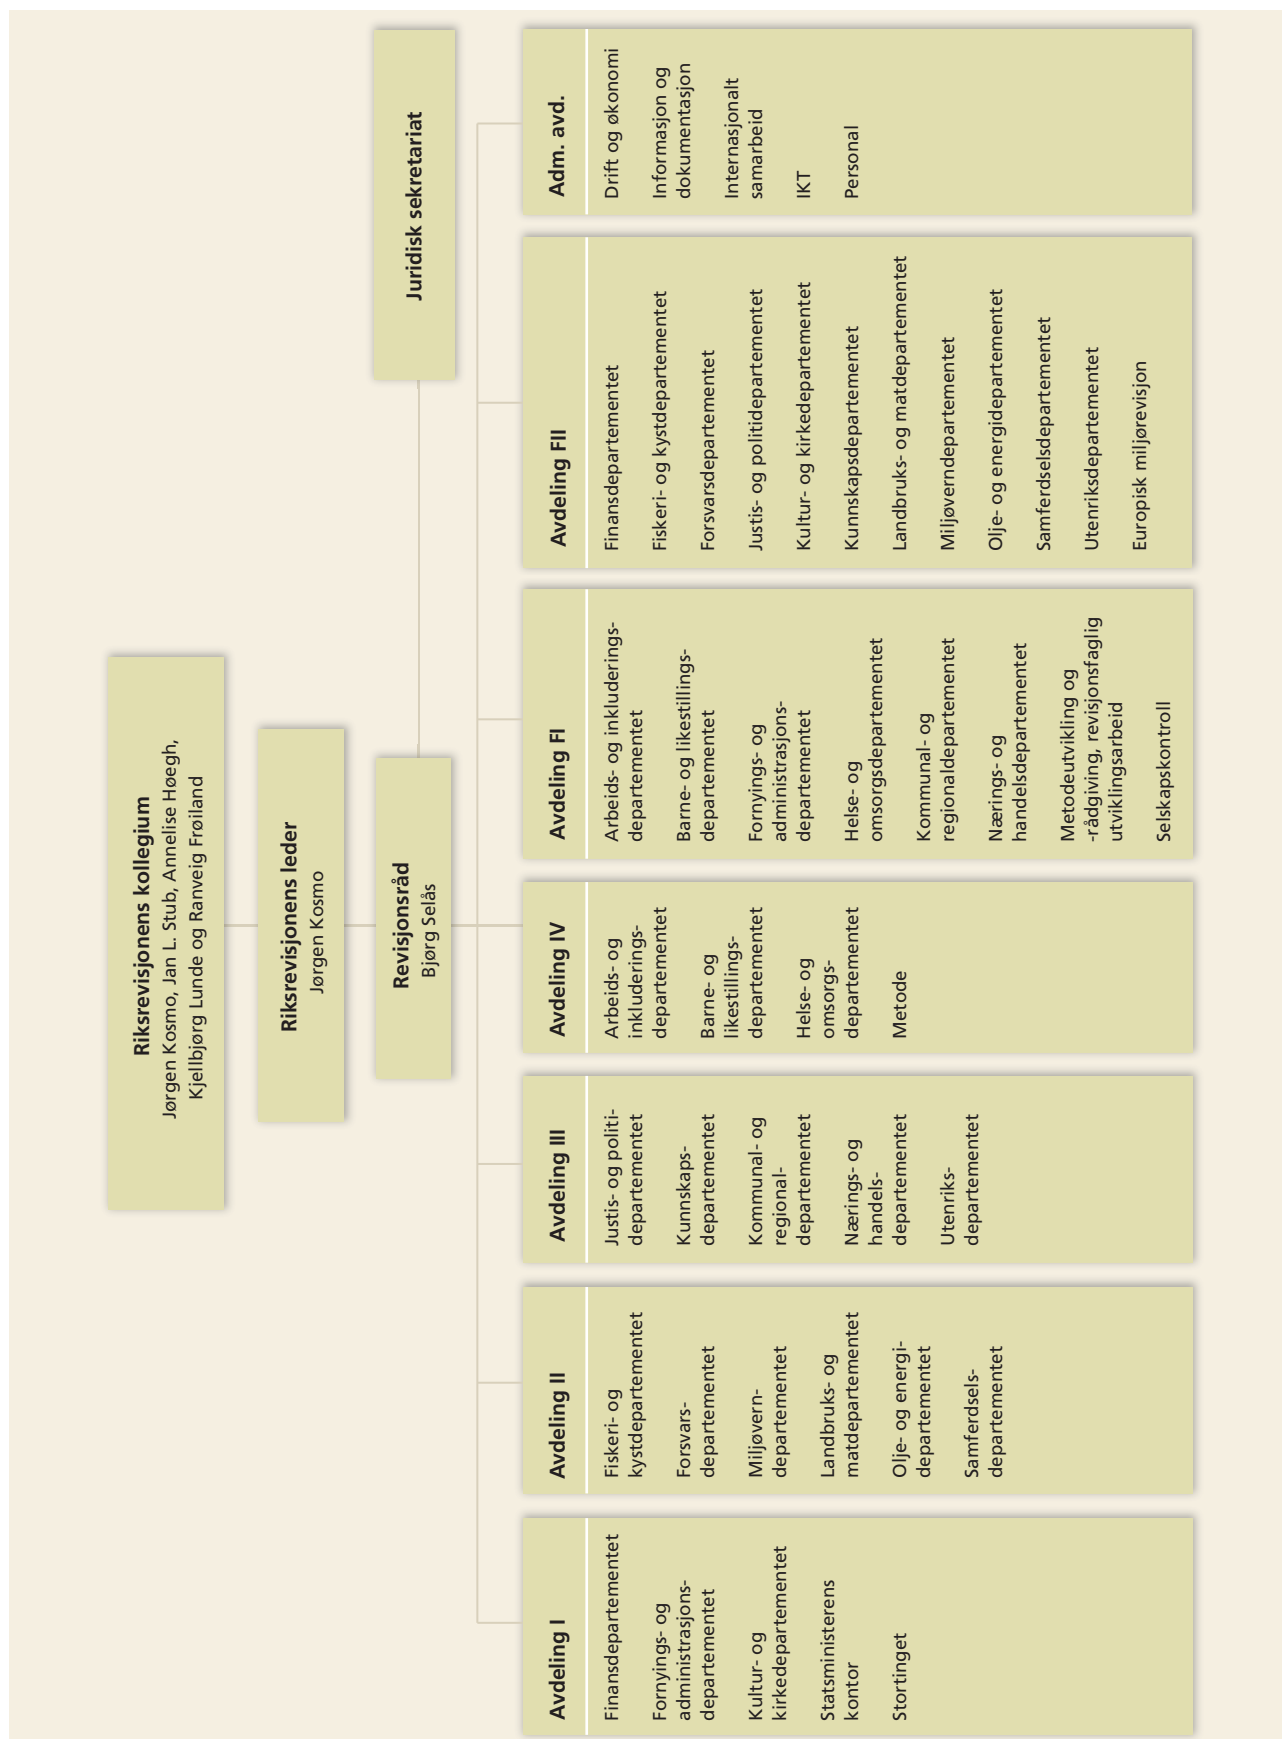 Riksrevisjonens kollegium
Jørgen Kosmo, Jan L. Stub, Annelise Høegh,
Kjellbjørg Lunde og Ranveig Frøiland
Riksrevisjonens leder
Jørgen Kosmo
Revisjonsråd
Bjørg Selås
Juridisk sekretariat
Avdeling I
Finansdepartementet
Fornyings- og
administrasjons-
departementet
Kultur- og
kirkedepartementet
Statsministerens
kontor
Stortinget
Avdeling II
Fiskeri- og
kystdepartementet
Forsvars-
departementet
Miljøvern-
departementet
Landbruks- og
matdepartementet
Olje- og energi-
departementet
Samferdsels-
departementet
Avdeling III
Justis- og politi-
departementet
Kunnskaps-
departementet
Kommunal- og
regional-
departementet
Nærings- og
handels-
departementet
Utenriks-
departementet
Avdeling IV
Arbeids- og
inkluderings-
departementet
Barne- og
likestillings-
departementet
Helse- og
omsorgs-
departementet
Metode
Avdeling FI
Arbeids- og inkluderings-
departementet
Barne- og likestillings-
departementet
Fornyings- og
administrasjons-
departementet
Helse- og
omsorgsdepartementet
Kommunal- og
regionaldepartementet
Nærings- og
handelsdepartementet
Metodeutvikling og
-rådgiving, revisjonsfaglig
utviklingsarbeid
Selskapskontroll
Avdeling FII
Finansdepartementet
Fiskeri- og kystdepartementet
Forsvarsdepartementet
Justis- og politidepartementet
Kultur- og kirkedepartementet
Kunnskapsdepartementet
Landbruks- og matdepartementet
Miljøverndepartementet
Olje- og energidepartementet
Samferdselsdepartementet
Utenriksdepartementet
Europisk miljørevisjon
Adm. avd.
Drift og økonomi
Informasjon og
dokumentasjon
Internasjonalt
samarbeid
IKT
Personal